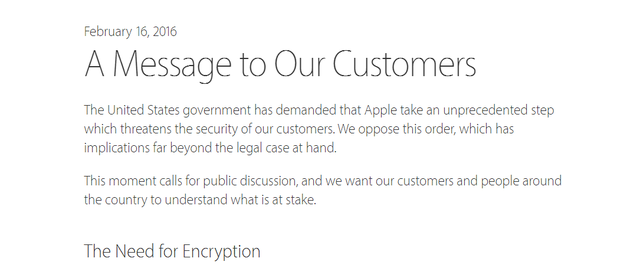 February 16, 2016
A Message to Our Customers
The United States government has demanded that Apple take an unprecedented step
which threatens the security of our customers. We oppose this order, which has
implications far beyond the legal case at hand.
This moment calls for public discussion, and we want our customers and people around
the country to understand what is at stake.
The Need for Encryption